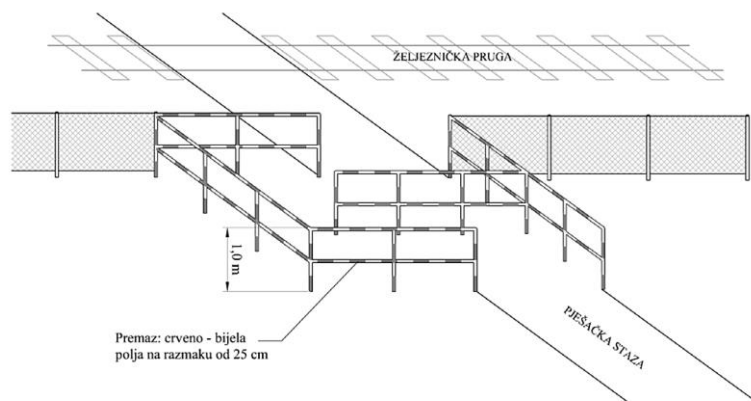 ŽELJEZNIČKA PRUGA
1,0 m
Premaz: crveno - bijela
polja na razmaku od 25 cm
PJEŠAČKA STAZA